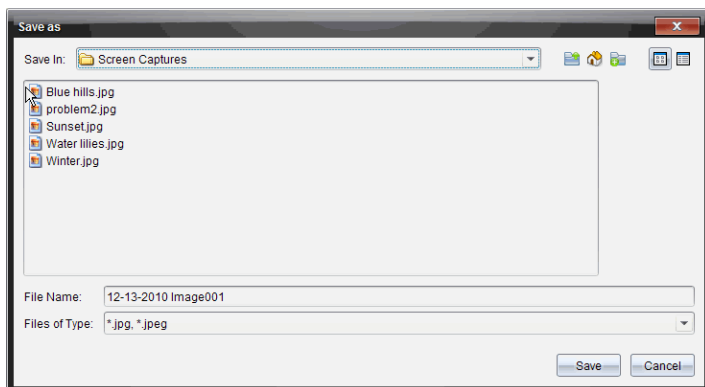 Save as
Save In: Screen Captures
Blue hills.jpg
problem2.jpg
Sunset.jpg
Water lilies.jpg
Winter.jpg
File Name: 12-13-2010 Image001
Files of Type: *.jpg, *.jpeg
Save Cancel